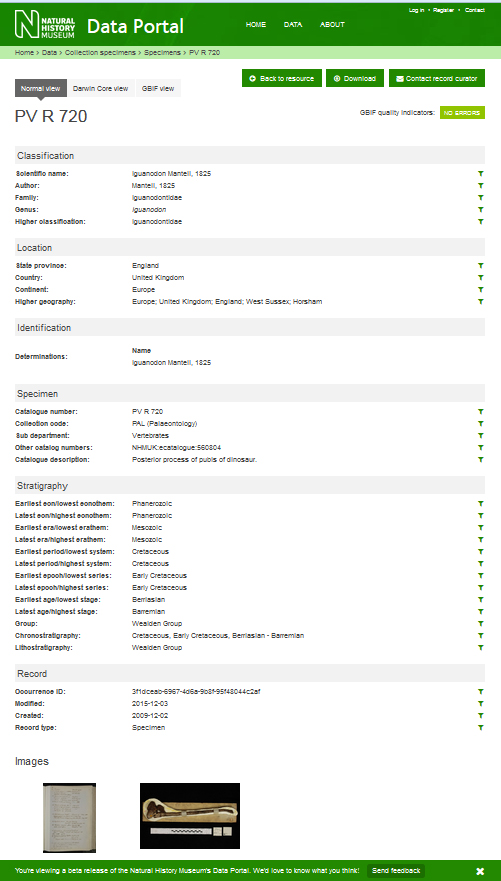 Log in • Register • Contact
NATURAL
HISTORY
MUSEUM
Data Portal
HOME DATA ABOUT
Home > Data > Collection specimens > Specimens > PV R 720
Normal view Darwin Core view GBIF view
Back to resource Download Contact record curator
PV R 720
GBIF quality indicators: NO ERRORS
Classification
Scientific name: Iguanodon Mantell, 1825
Author: Mantell, 1825
Family: Iguanodontidae
Genus: Iguanodon
Higher classification: Iguanodontidae
Location
State province: England
Country: United Kingdom
Continent: Europe
Higher geography: Europe; United Kingdom; England; West Sussex; Horsham
Identification
Name
Determinations:
Iguanodon Mantell, 1825
Specimen
Catalogue number: PV R 720
Collection code: PAL (Palaeontology)
Sub department: Vertebrates
Other catalog numbers: NHMUK:ecatalogue:560804
Catalogue description: Posterior process of pubis of dinosaur.
Stratigraphy
Earliest eon/lowest eonothem: Phanerozoic
Latest eon/highest eonothem: Phanerozoic
Earliest era/lowest erathem: Mesozoic
Latest era/highest erathem: Mesozoic
Earliest period/lowest system: Cretaceous
Latest period/highest system: Cretaceous
Earliest epoch/lowest series: Early Cretaceous
Latest epoch/highest series: Early Cretaceous
Earliest age/lowest stage: Berriasian
Latest age/highest stage: Barremian
Group: Wealden Group
Chronostratigraphy: Cretaceous, Early Cretaceous, Berriasian - Barremian
Lithostratigraphy: Wealden Group
Record
Occurrence ID: 3f1dceab-6967-4d6a-9b8f-95f48044c2af
Modified: 2015-12-03
Created: 2009-12-02
Record type: Specimen
Images
You're viewing a beta release of the Natural History Museum's Data Portal. We'd love to know what you think! Send feedback